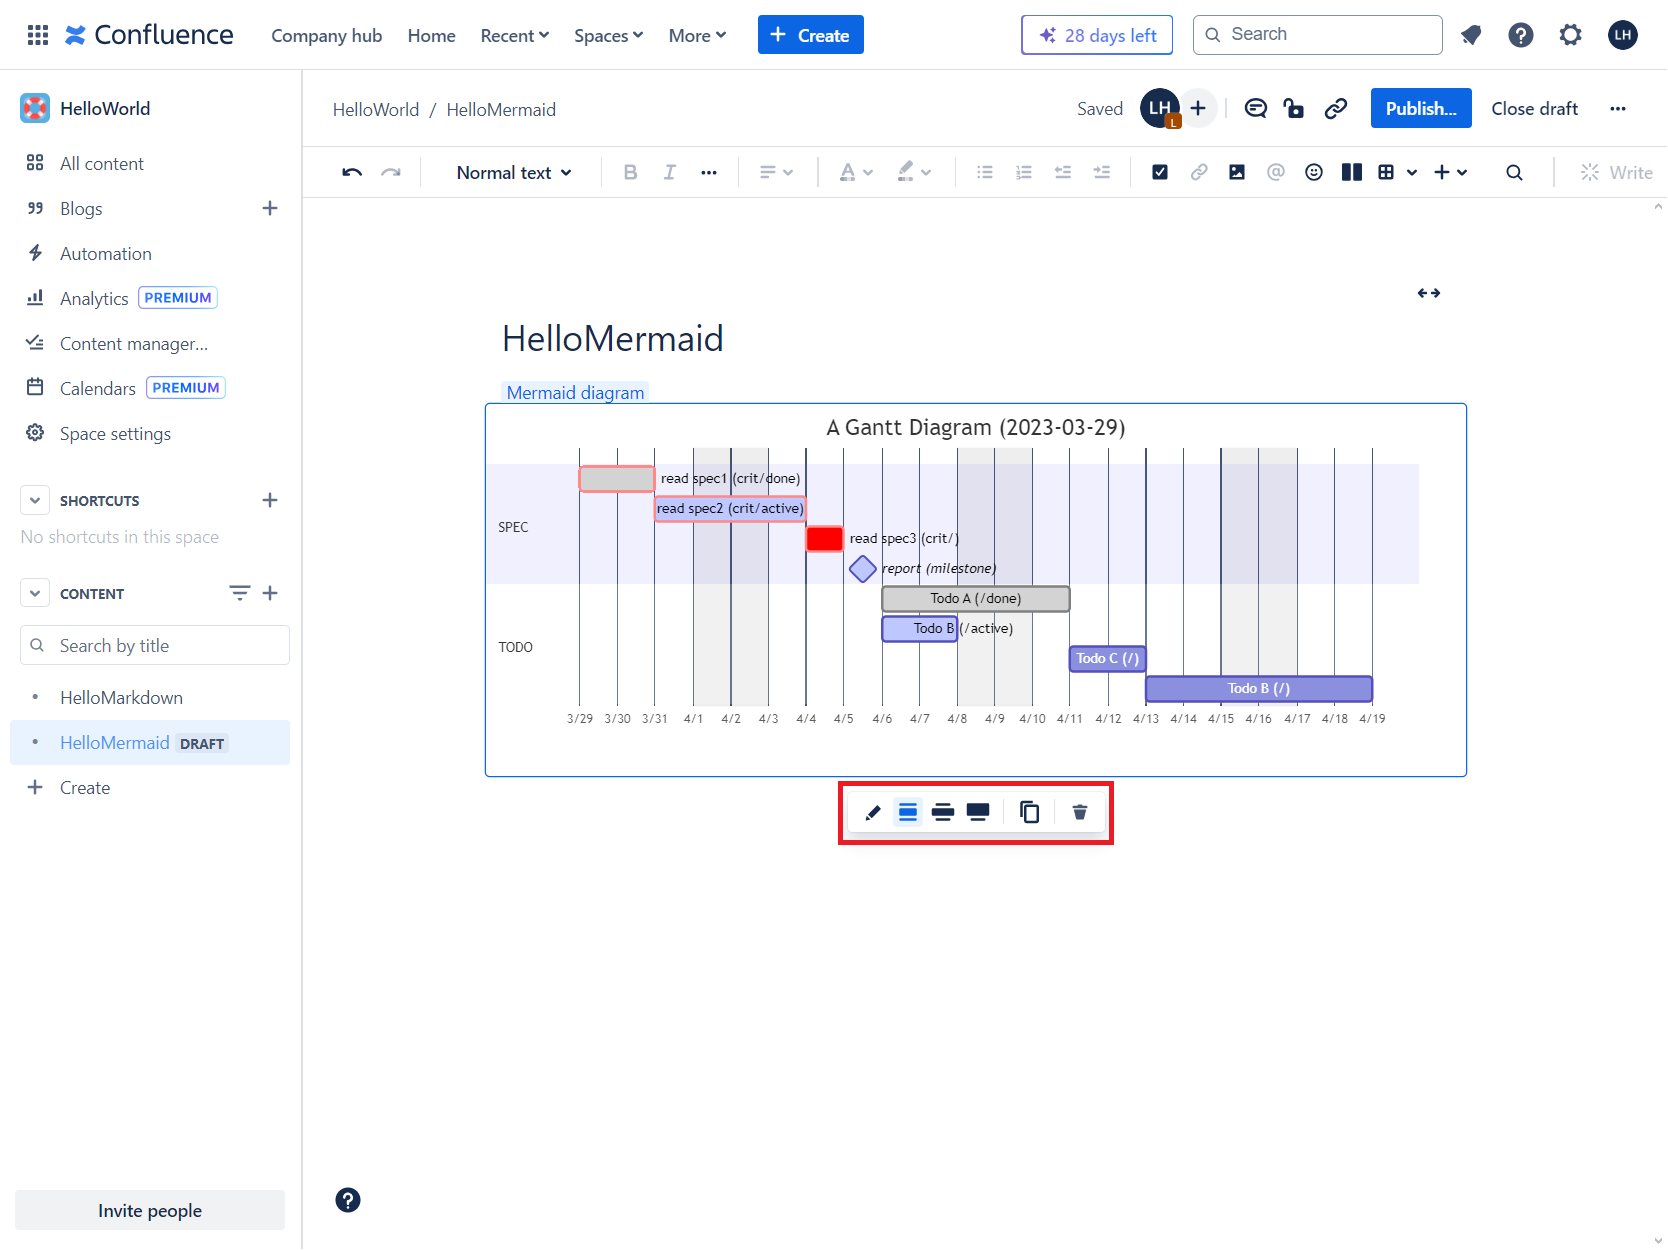 Confluence
Company hub Home Recent Spaces More Create 28 days left Search LH
HelloWorld
HelloWorld / HelloMermaid Saved LH L Publish... Close draft
Normal text B I A @ Write
All content
Blogs
Automation
Analytics PREMIUM
Content manager...
Calendars PREMIUM
Space settings
SHORTCUTS
No shortcuts in this space
CONTENT
Search by title
HelloMarkdown
HelloMermaid DRAFT
Create
Invite people
HelloMermaid
Mermaid diagram
A Gantt Diagram (2023-03-29)
read spec1 (crit/done)
read spec2 (crit/active)
SPEC
read spec3 (crit/)
report (milestone)
Todo A (/done)
Todo B (/active)
TODO
Todo C (/)
Todo B (/)
3/29 3/30 3/31 4/1 4/2 4/3 4/4 4/5 4/6 4/7 4/8 4/9 4/10 4/11 4/12 4/13 4/14 4/15 4/16 4/17 4/18 4/19